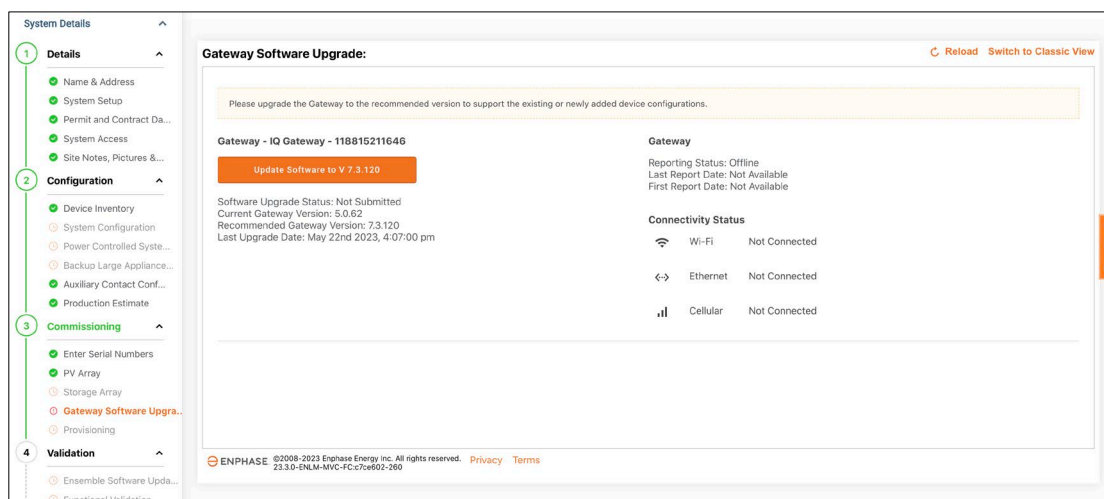 System Details
1
Details
Name & Address
System Setup
Permit and Contract Da...
System Access
Site Notes, Pictures &...
2
Configuration
Device Inventory
System Configuration
Power Controlled Syste...
Backup Large Appliance...
Auxiliary Contact Conf...
Production Estimate
3
Commissioning
Enter Serial Numbers
PV Array
Storage Array
Gateway Software Upgra..
Provisioning
4
Validation
Ensemble Software Upda...
Functional Validation
Gateway Software Upgrade:
Reload Switch to Classic View
Please upgrade the Gateway to the recommended version to support the existing or newly added device configurations.
Gateway - IQ Gateway - 118815211646
Update Software to V 7.3.120
Software Upgrade Status: Not Submitted
Current Gateway Version: 5.0.62
Recommended Gateway Version: 7.3.120
Last Upgrade Date: May 22nd 2023, 4:07:00 pm
Gateway
Reporting Status: Offline
Last Report Date: Not Available
First Report Date: Not Available
Connectivity Status
Wi-Fi Not Connected
Ethernet Not Connected
Cellular Not Connected
ENPHASE ©2008-2023 Enphase Energy Inc. All rights reserved. Privacy Terms
23.3.0-ENLM-MVC-FC:c7ce602-260